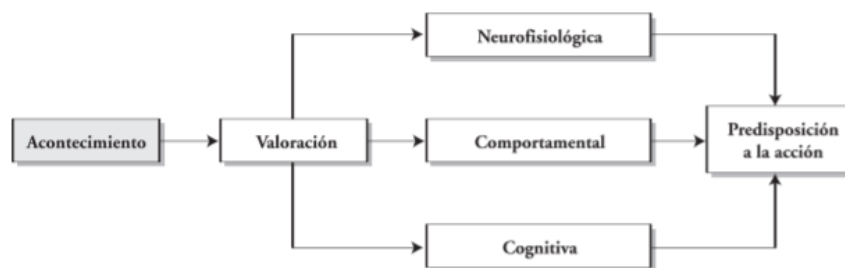 Neurofisiológica
Acontecimiento
Valoración
Comportamental
Predisposición
a la acción
Cognitiva